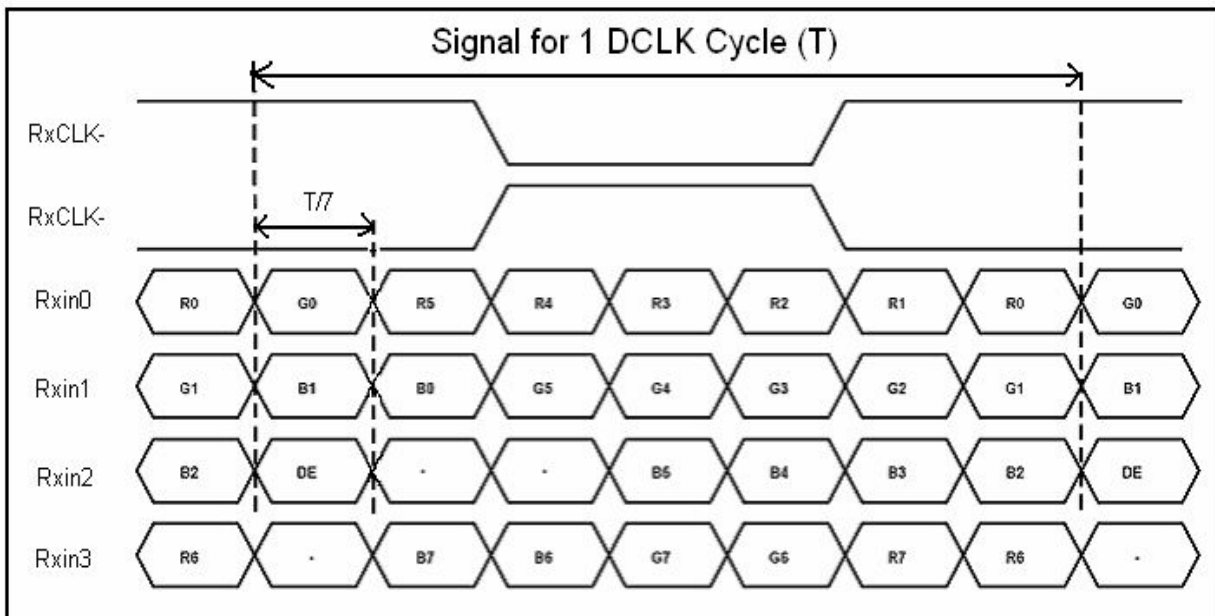 Signal for 1 DCLK Cycle (T)
RxCLK-
RxCLK-
T/7
Rxin0 R0 G0 R5 R4 R3 R2 R1 R0 G0
Rxin1 G1 B1 B0 G5 G4 G3 G2 G1 B1
Rxin2 B2 DE - - B5 B4 B3 B2 DE
Rxin3 R6 - B7 B6 G7 G6 R7 R6 -